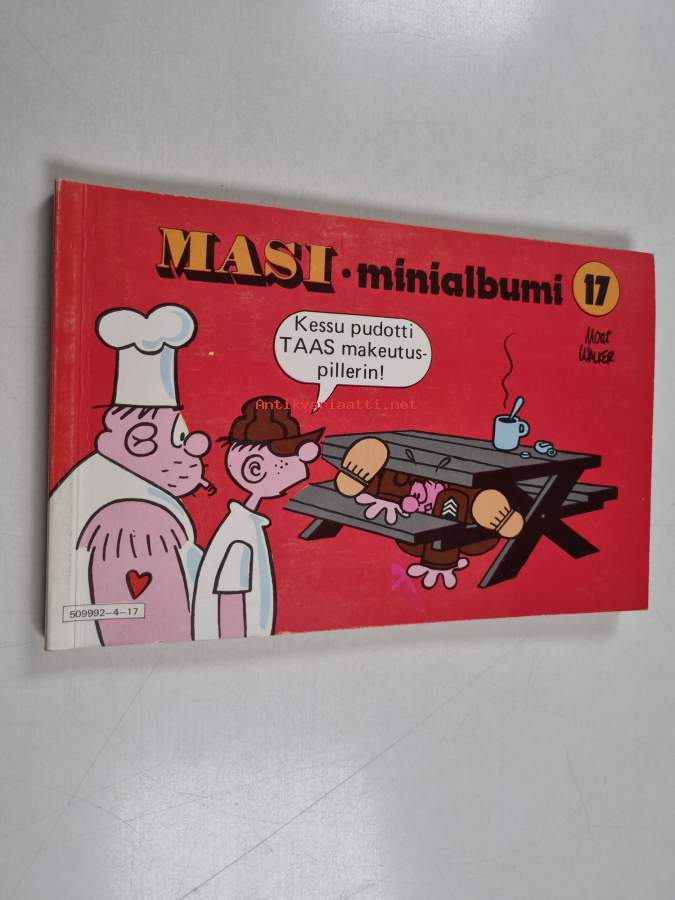 MASI • minialbumi 17
Mort
Walker
Kessu pudotti
TAAS makeutus-
pillerin!
Antikvariaatti.net
509992-4-17